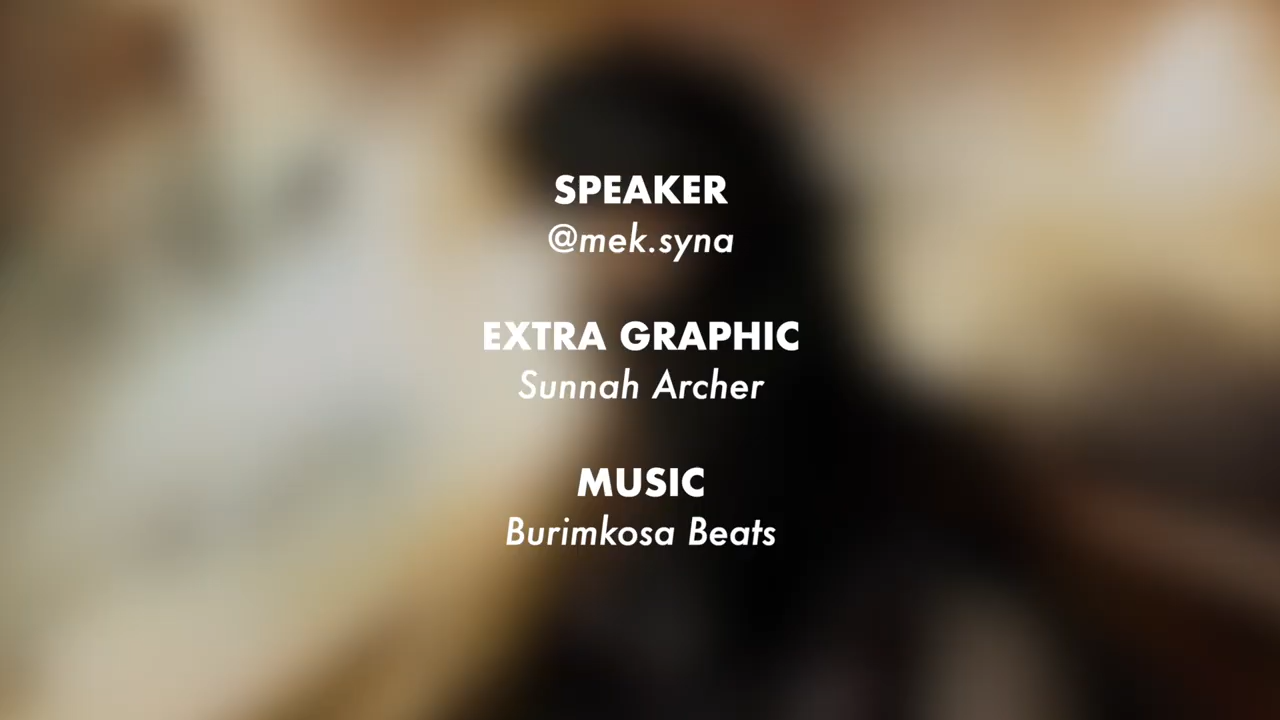 SPEAKER
@mek.syna
EXTRA GRAPHIC
Sunnah Archer
MUSIC
Burimkosa Beats